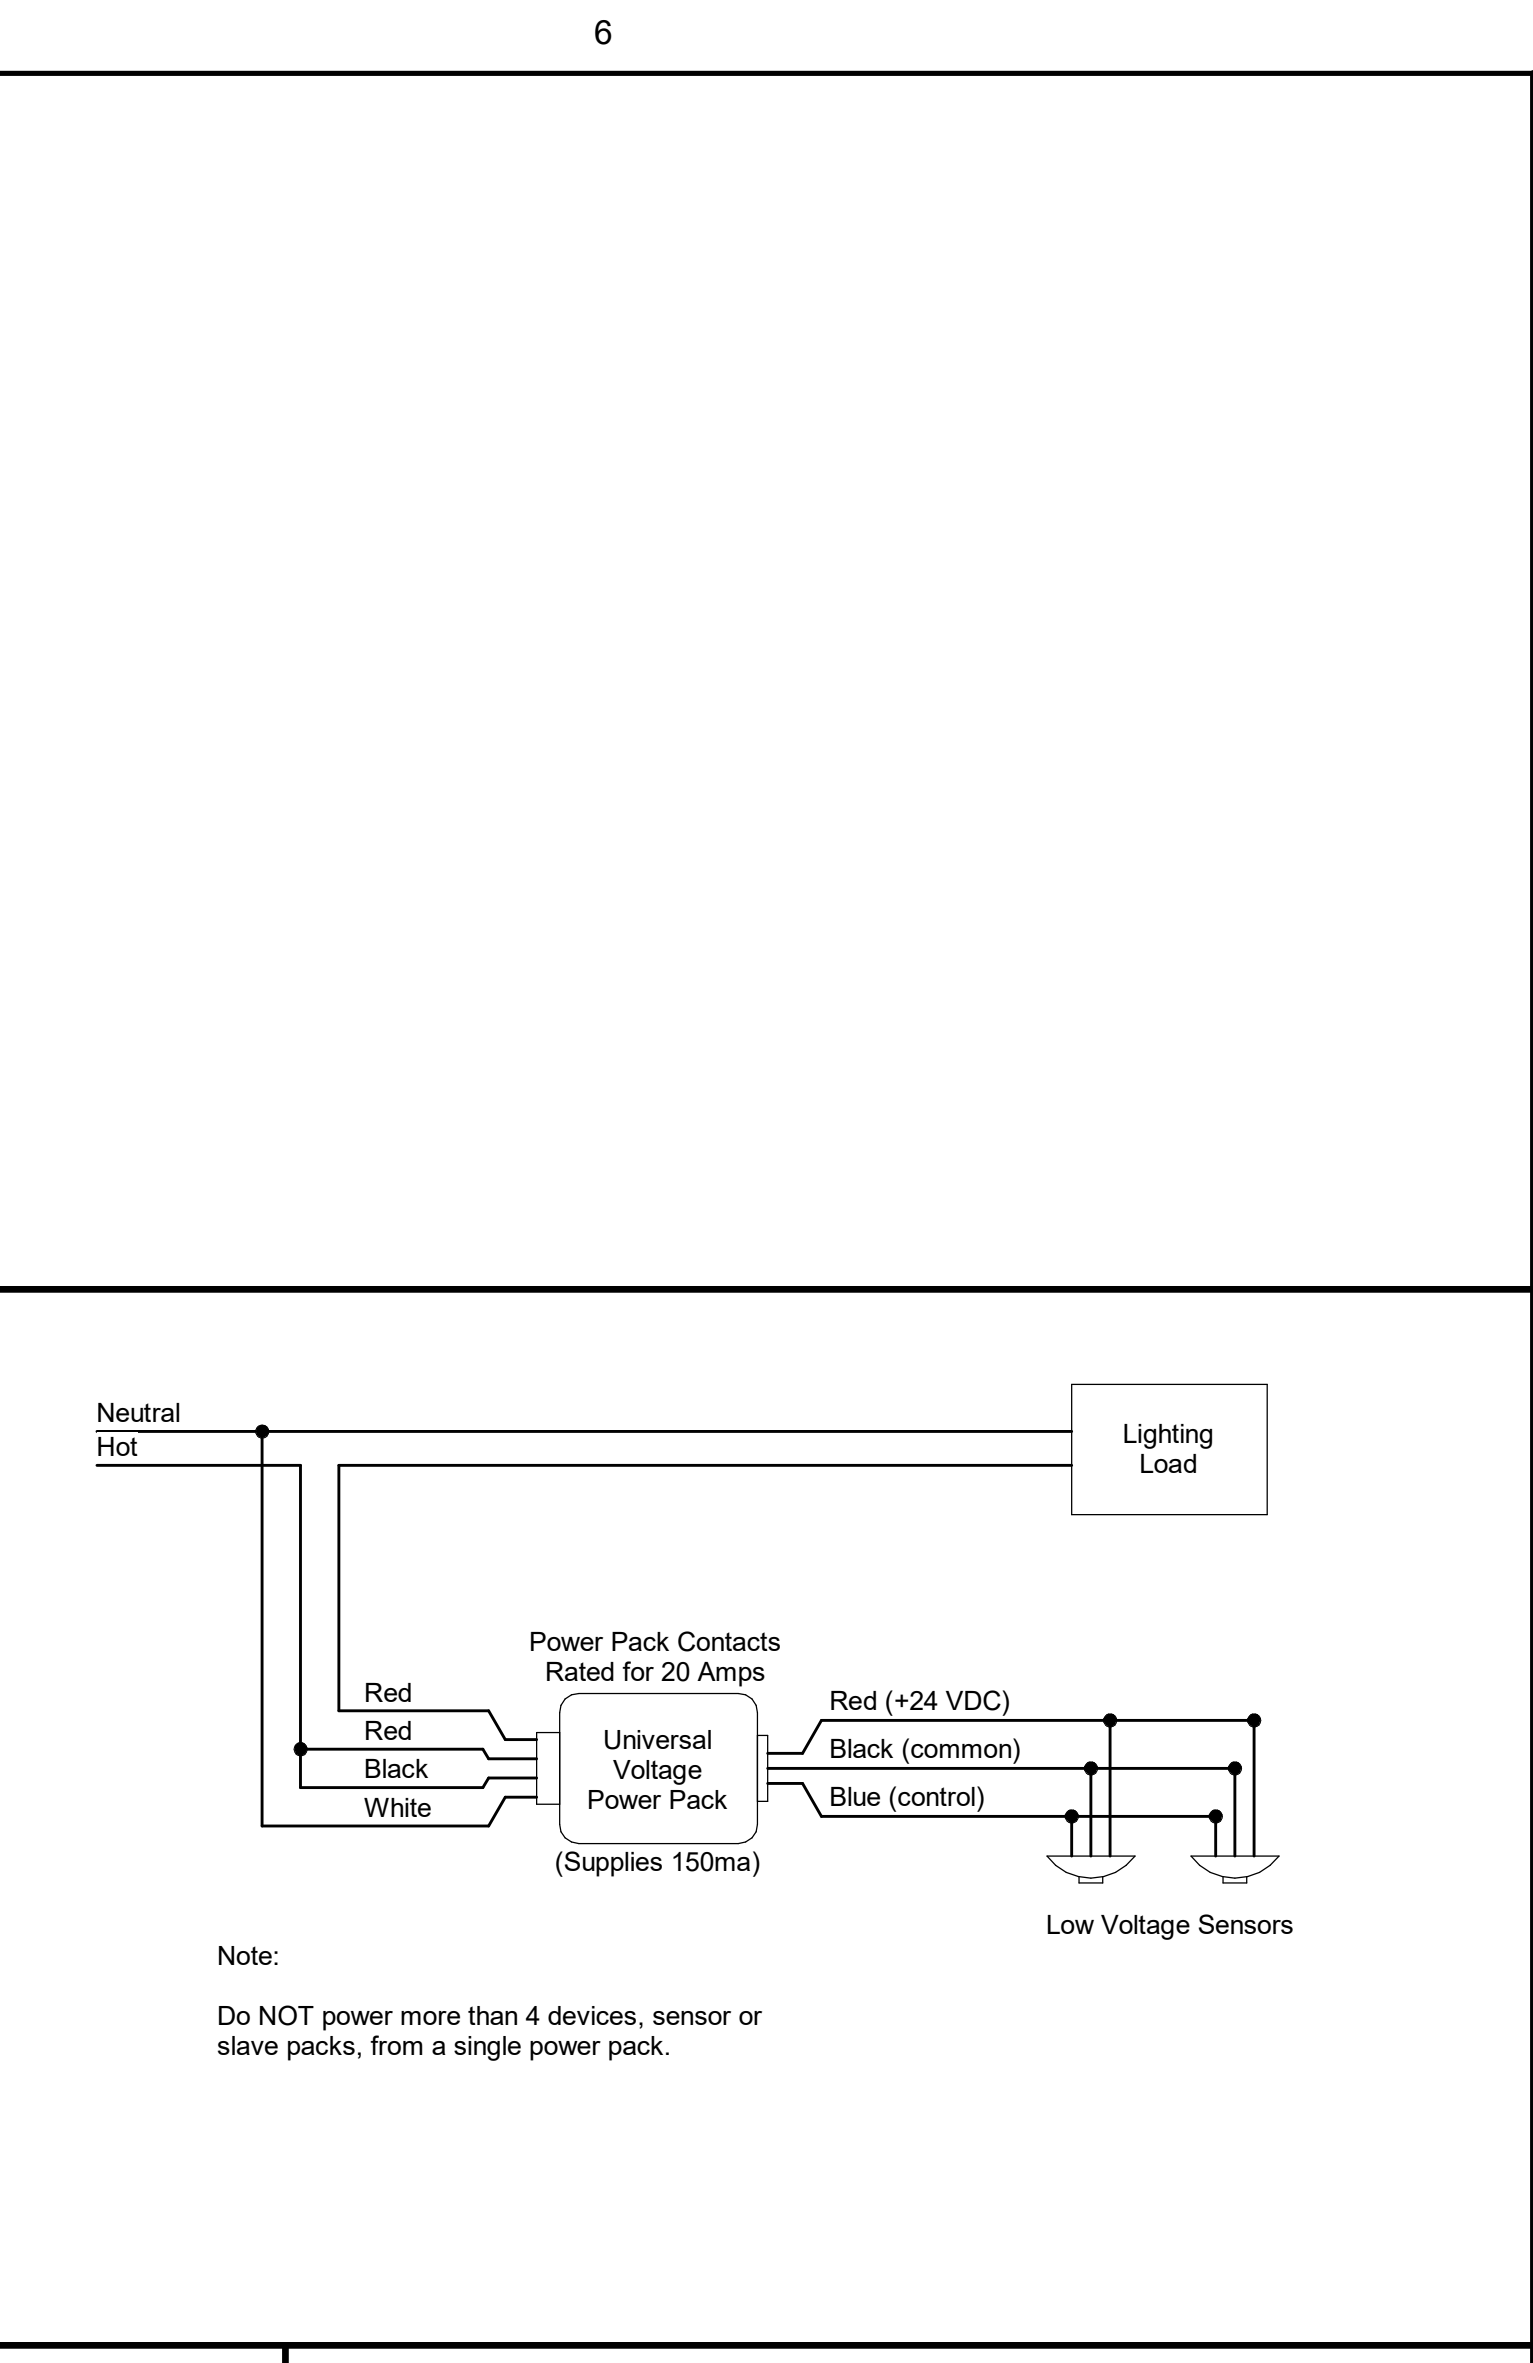 6
Neutral
Hot
Lighting
Load
Power Pack Contacts
Rated for 20 Amps
Red
Red
Black
White
Universal
Voltage
Power Pack
(Supplies 150ma)
Red (+24 VDC)
Black (common)
Blue (control)
Low Voltage Sensors
Note:
Do NOT power more than 4 devices, sensor or
slave packs, from a single power pack.